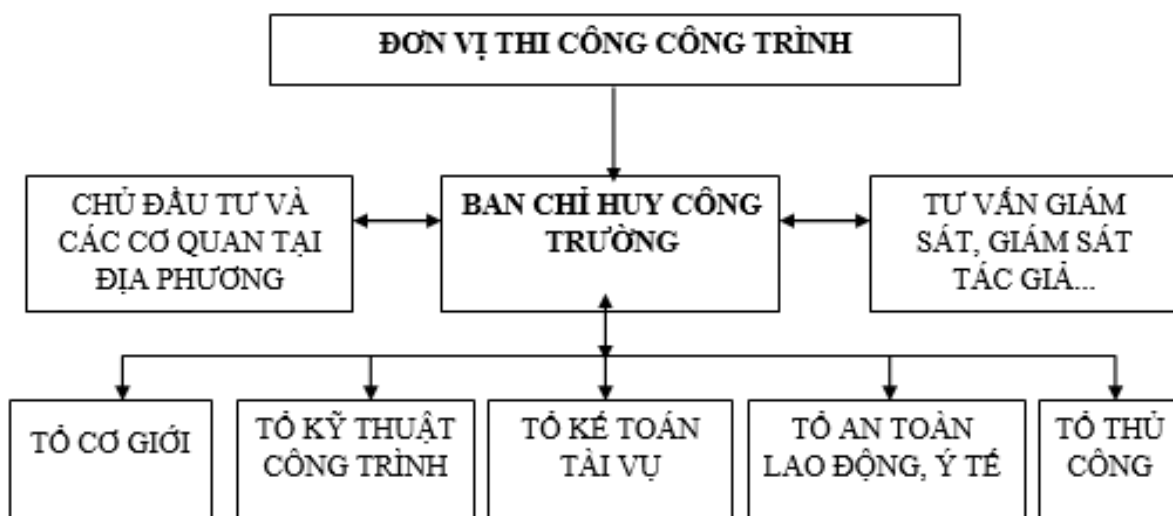 ĐƠN VỊ THI CÔNG CÔNG TRÌNH
CHỦ ĐẦU TƯ VÀ
CÁC CƠ QUAN TẠI
ĐỊA PHƯƠNG
BAN CHỈ HUY CÔNG
TRƯỜNG
TƯ VẤN GIÁM
SÁT, GIÁM SÁT
TÁC GIẢ...
TỔ CƠ GIỚI
TỔ KỸ THUẬT
CÔNG TRÌNH
TỔ KẾ TOÁN
TÀI VỤ
TỔ AN TOÀN
LAO ĐỘNG, Y TẾ
TỔ THỦ
CÔNG